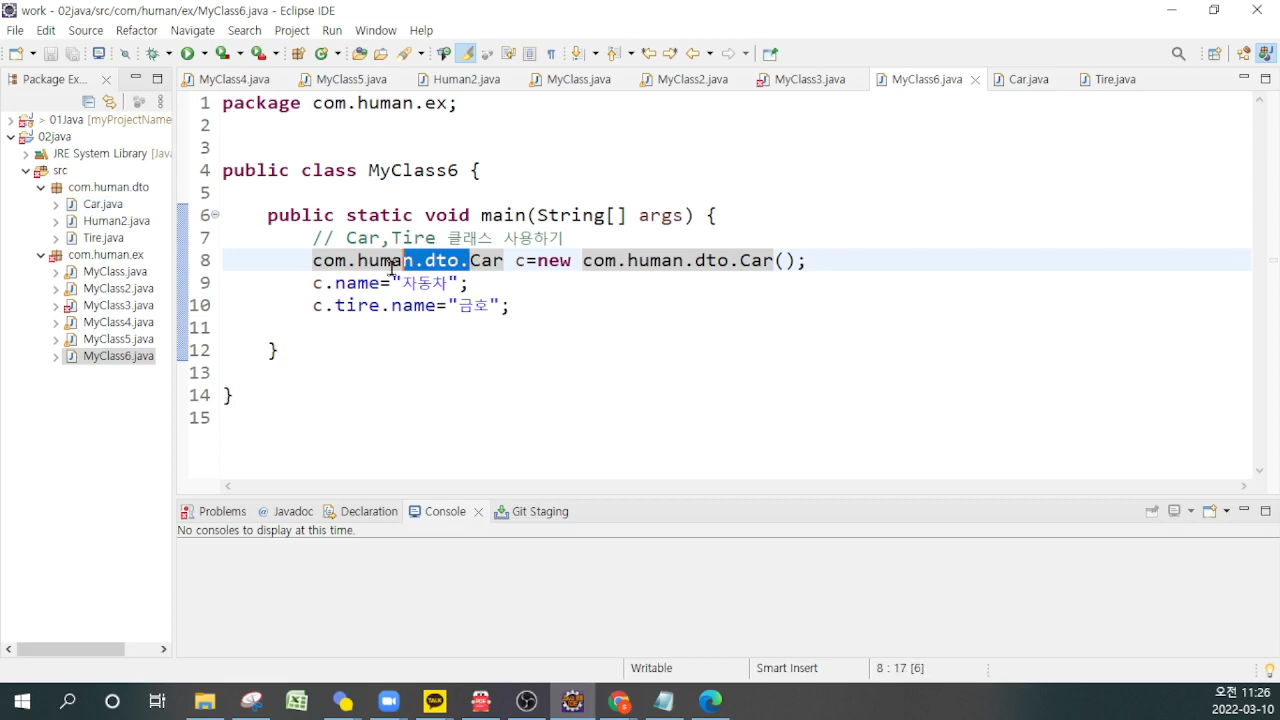 work - 02java/src/com/human/ex/MyClass6.java - Eclipse IDE
File Edit Source Refactor Navigate Search Project Run Window Help
Package Ex...
MyClass4.java MyClass5.java Human2.java MyClass.java MyClass2.java MyClass3.java MyClass6.java Car.java Tire.java
> 01Java [myProjectName
02java
JRE System Library [Java
src
com.human.dto
Car.java
Human2.java
Tire.java
com.human.ex
MyClass.java
MyClass2.java
MyClass3.java
MyClass4.java
MyClass5.java
MyClass6.java
1 package com.human.ex;
2
3
4 public class MyClass6 {
5
6 public static void main(String[] args) {
7 // Car,Tire 클래스 사용하기
8 com.human.dto.Car c=new com.human.dto.Car();
9 c.name="자동차";
10 c.tire.name="금호";
11
12 }
13
14 }
15
Problems Javadoc Declaration Console Git Staging
No consoles to display at this time.
Writable Smart Insert 8 : 17 [6]
TALK
PDF
오전 11:26
2022-03-10